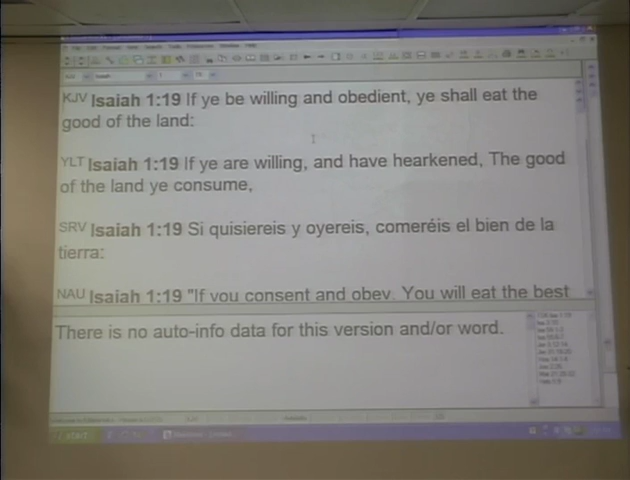 KJV Isaiah 1:19 If ye be willing and obedient, ye shall eat the
good of the land:
YLT Isaiah 1:19 If ye are willing, and have hearkened, The good
of the land ye consume,
SRV Isaiah 1:19 Si quisiereis y oyereis, comeréis el bien de la
tierra:
NAU Isaiah 1:19 "If you consent and obey, You will eat the best
There is no auto-info data for this version and/or word.
start